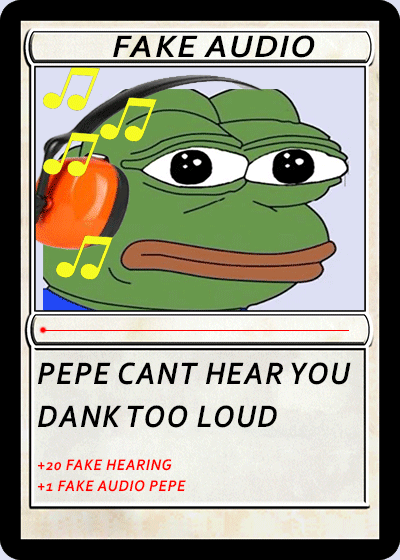 FAKE AUDIO
PEPE CANT HEAR YOU
DANK TOO LOUD
+20 FAKE HEARING
+1 FAKE AUDIO PEPE